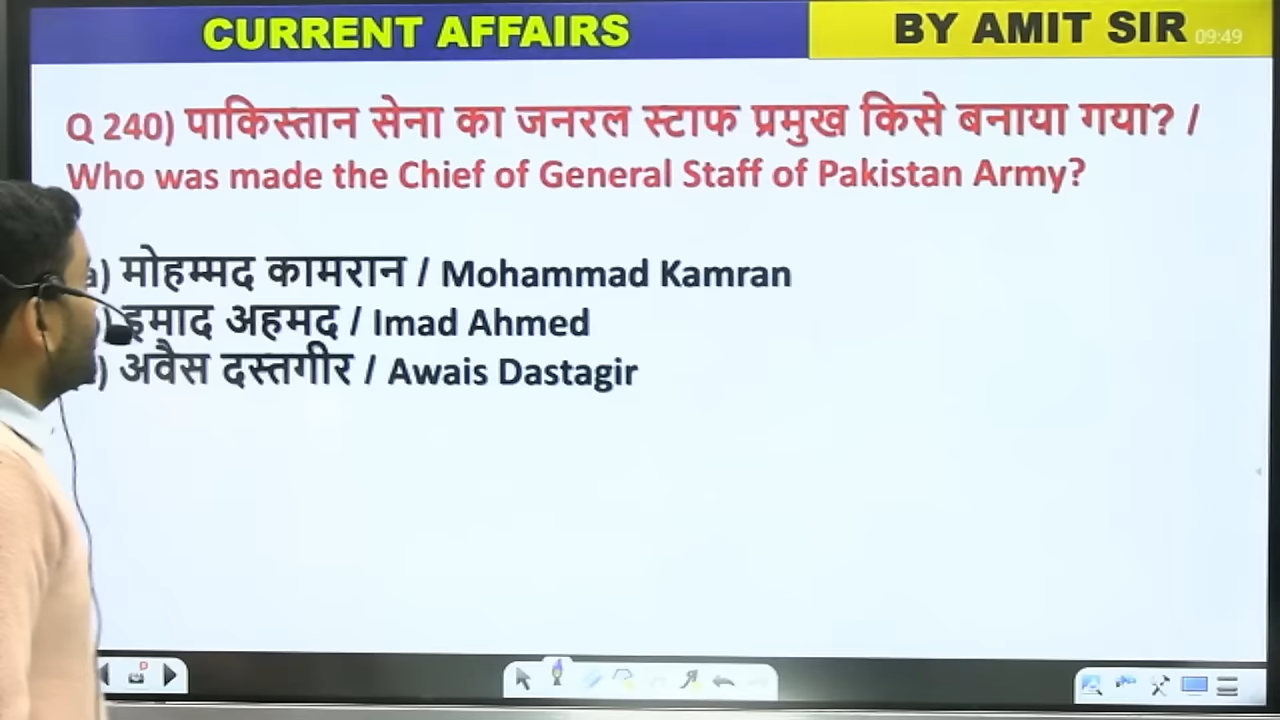 CURRENT AFFAIRS
BY AMIT SIR
09:49
Q 240) पाकिस्तान सेना का जनरल स्टाफ प्रमुख किसे बनाया गया? /
Who was made the Chief of General Staff of Pakistan Army?
a) मोहम्मद कामरान / Mohammad Kamran
इमाद अहमद / Imad Ahmed
) अवैस दस्तगीर / Awais Dastagir